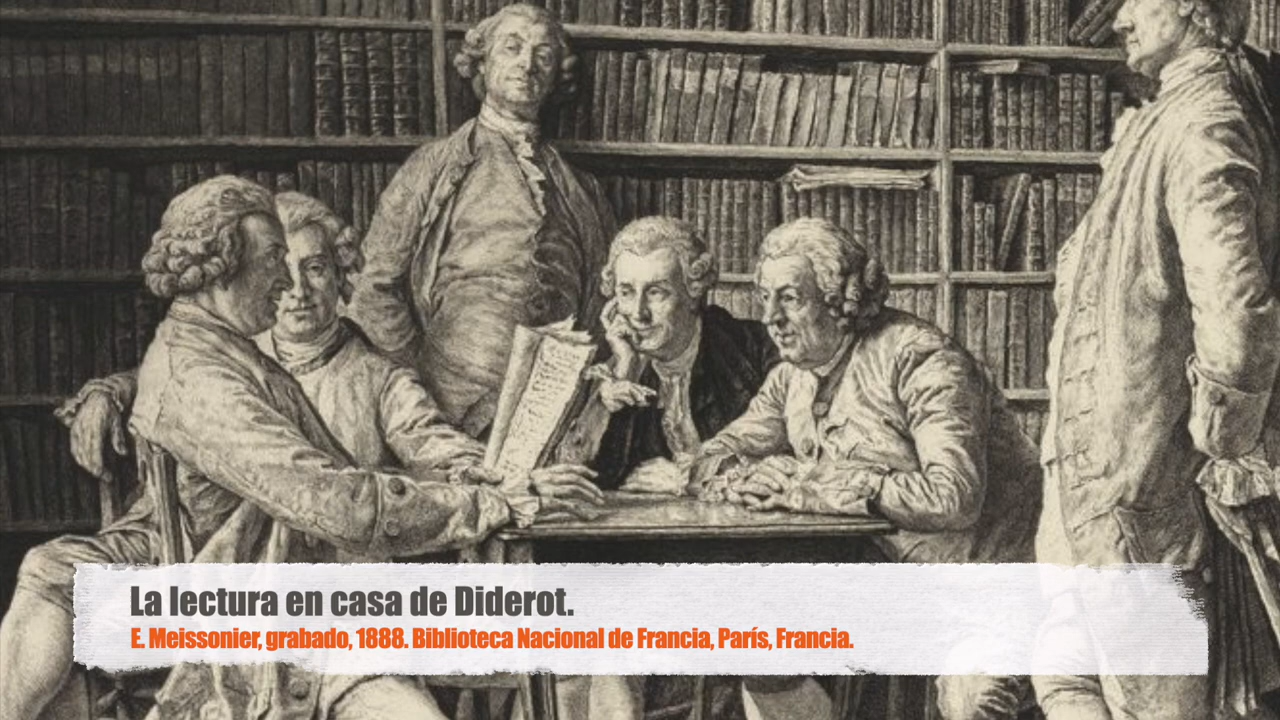 La lectura en casa de Diderot.
E. Meissonier, grabado, 1888. Biblioteca Nacional de Francia, París, Francia.